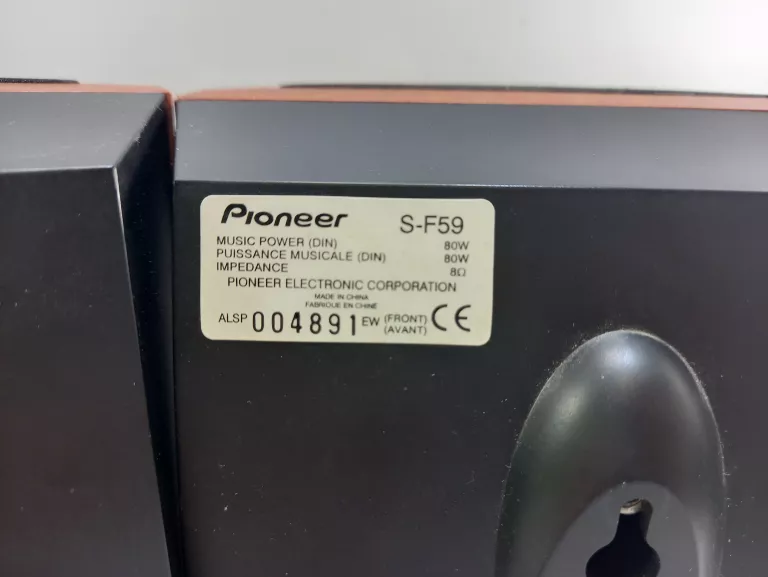 Pioneer S-F59
MUSIC POWER (DIN) 80W
PUISSANCE MUSICALE (DIN) 80W
IMPEDANCE 8Ω
PIONEER ELECTRONIC CORPORATION
MADE IN CHINA
FABRIQUE EN CHINE
ALSP 004891 EW (FRONT) CE
(AVANT)